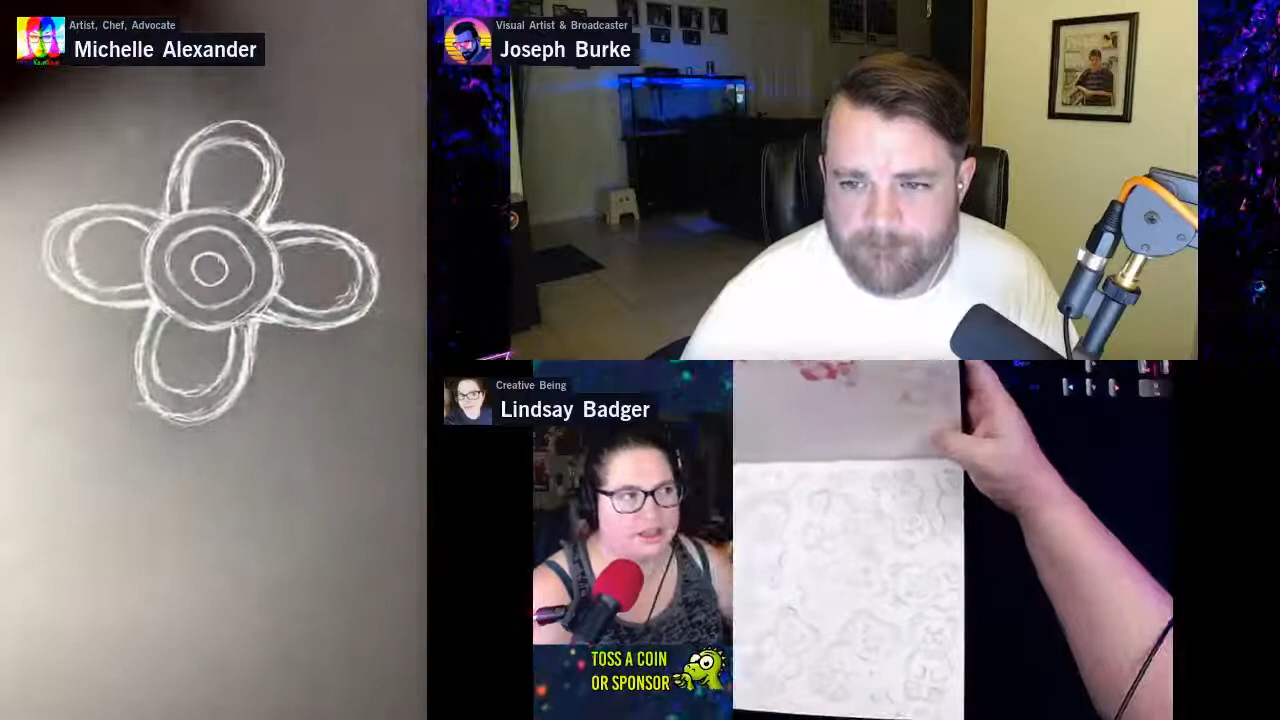 Artist, Chef, Advocate
Michelle Alexander
Visual Artist & Broadcaster
Joseph Burke
Creative Being
Lindsay Badger
TOSS A COIN
OR SPONSOR